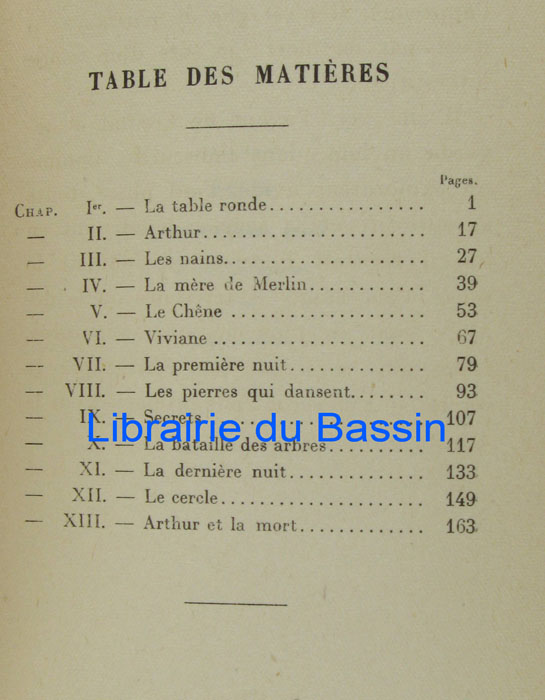 TABLE DES MATIÈRES
Pages.
CHAP. Ier. — La table ronde................ 1
— II. — Arthur....................... 17
— III. — Les nains..................... 27
— IV. — La mère de Merlin............ 39
— V. — Le Chêne .................... 53
— VI. — Viviane ...................... 67
— VII. — La première nuit.............. 79
— VIII. — Les pierres qui dansent........ 93
— IX. — Secrets....................... 107
Librairie du Bassin
— X. — La bataille des arbres.......... 117
— XI. — La dernière nuit.............. 133
— XII. — Le cercle..................... 149
— XIII. — Arthur et la mort............. 163